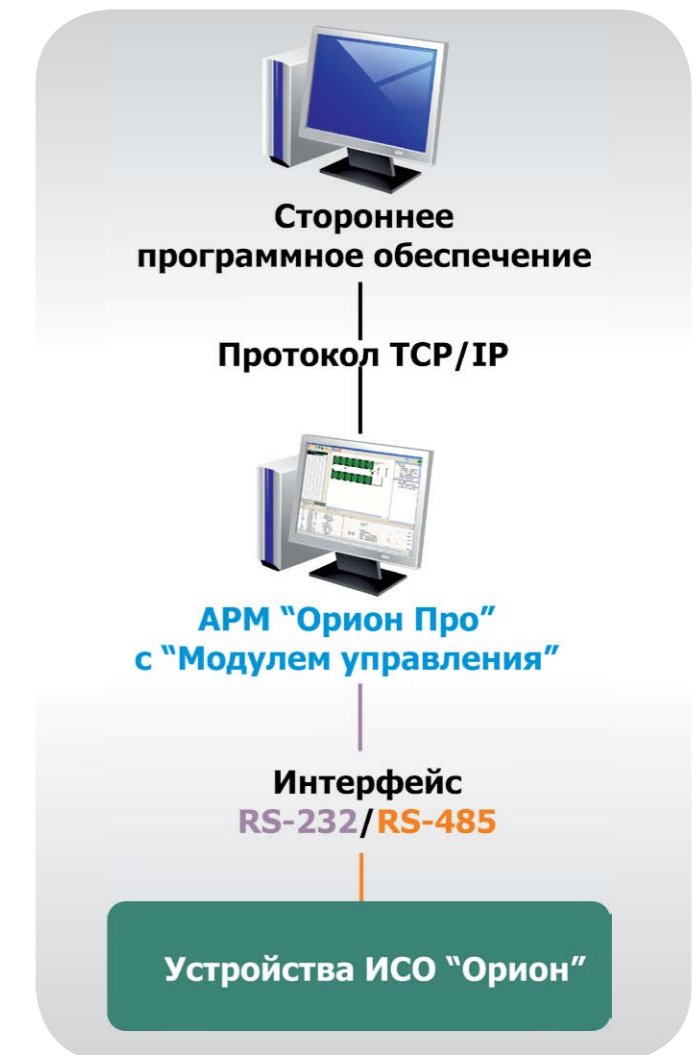 Стороннее
программное обеспечение
Протокол TCP/IP
АРМ “Орион Про”
с “Модулем управления”
Интерфейс
RS-232/RS-485
Устройства ИСО “Орион”